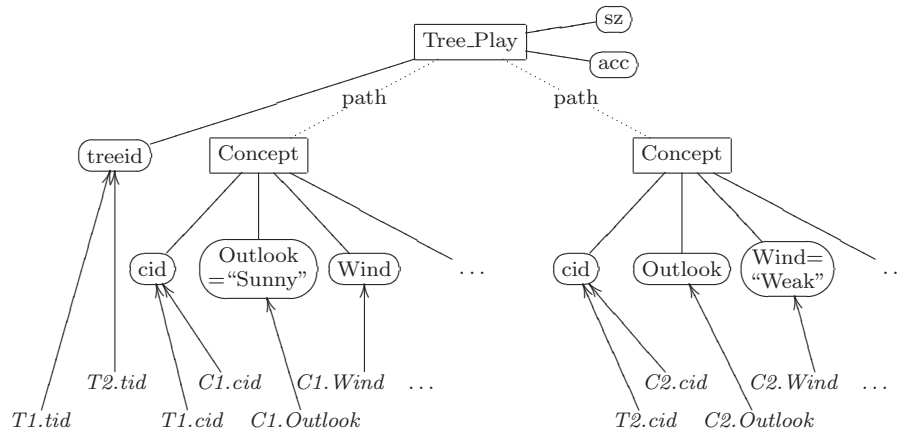 sz
Tree_Play
acc
path path
treeid Concept Concept
cid Outlook =“Sunny” Wind ... cid Outlook Wind= “Weak” ..
T2.tid C1.cid C1.Wind ... C2.cid C2.Wind ...
T1.tid T1.cid C1.Outlook T2.cid C2.Outlook